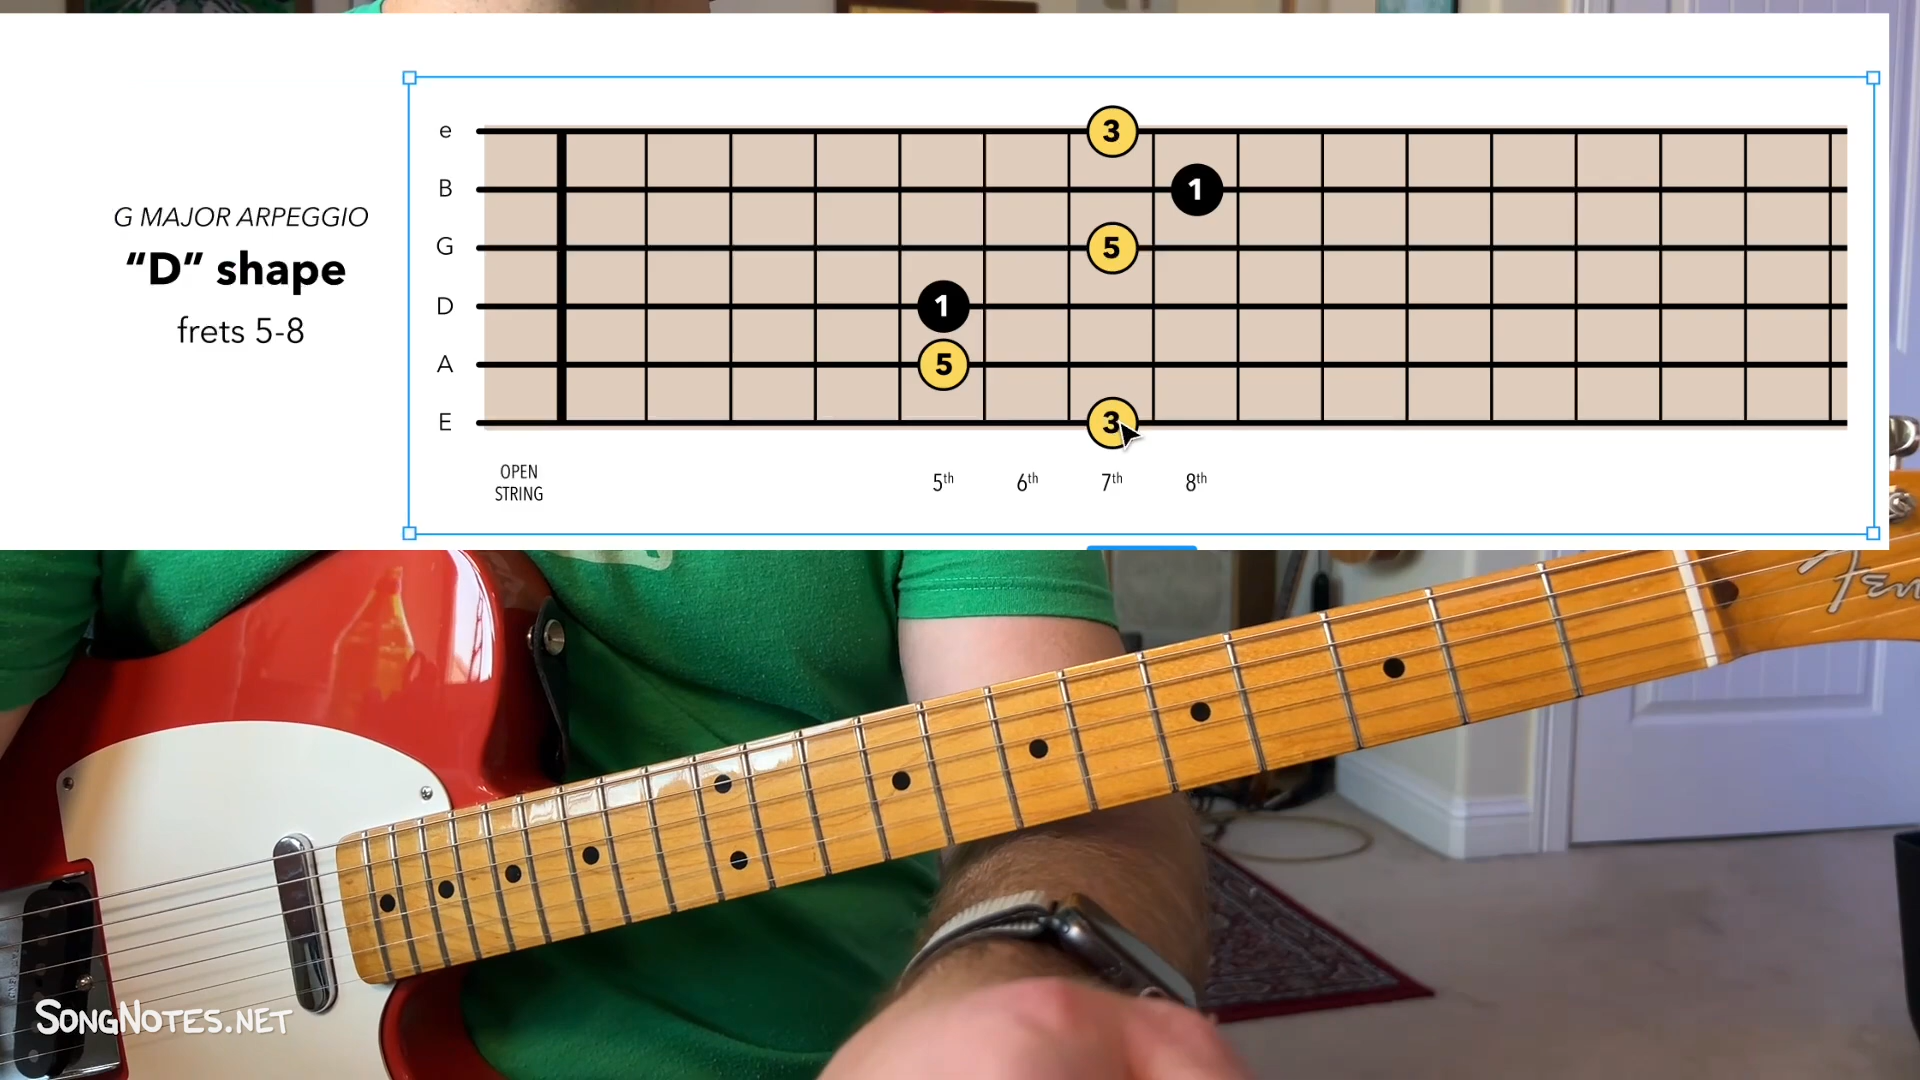 G MAJOR ARPEGGIO
“D” shape
frets 5-8
e 3
B 1
G 5
D 1
A 5
E 3
OPEN
STRING
5th 6th 7th 8th
SONGNOTES.NET